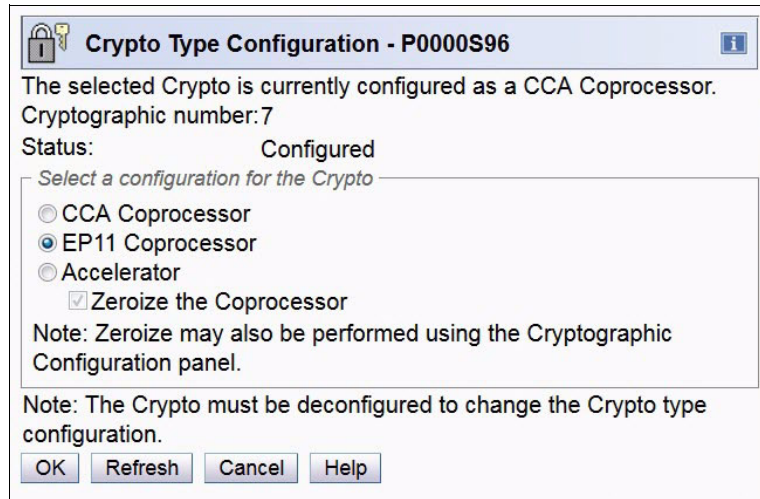 Crypto Type Configuration - P0000S96
The selected Crypto is currently configured as a CCA Coprocessor.
Cryptographic number: 7
Status: Configured
Select a configuration for the Crypto
CCA Coprocessor
EP11 Coprocessor
Accelerator
Zeroize the Coprocessor
Note: Zeroize may also be performed using the Cryptographic
Configuration panel.
Note: The Crypto must be deconfigured to change the Crypto type
configuration.
OK Refresh Cancel Help